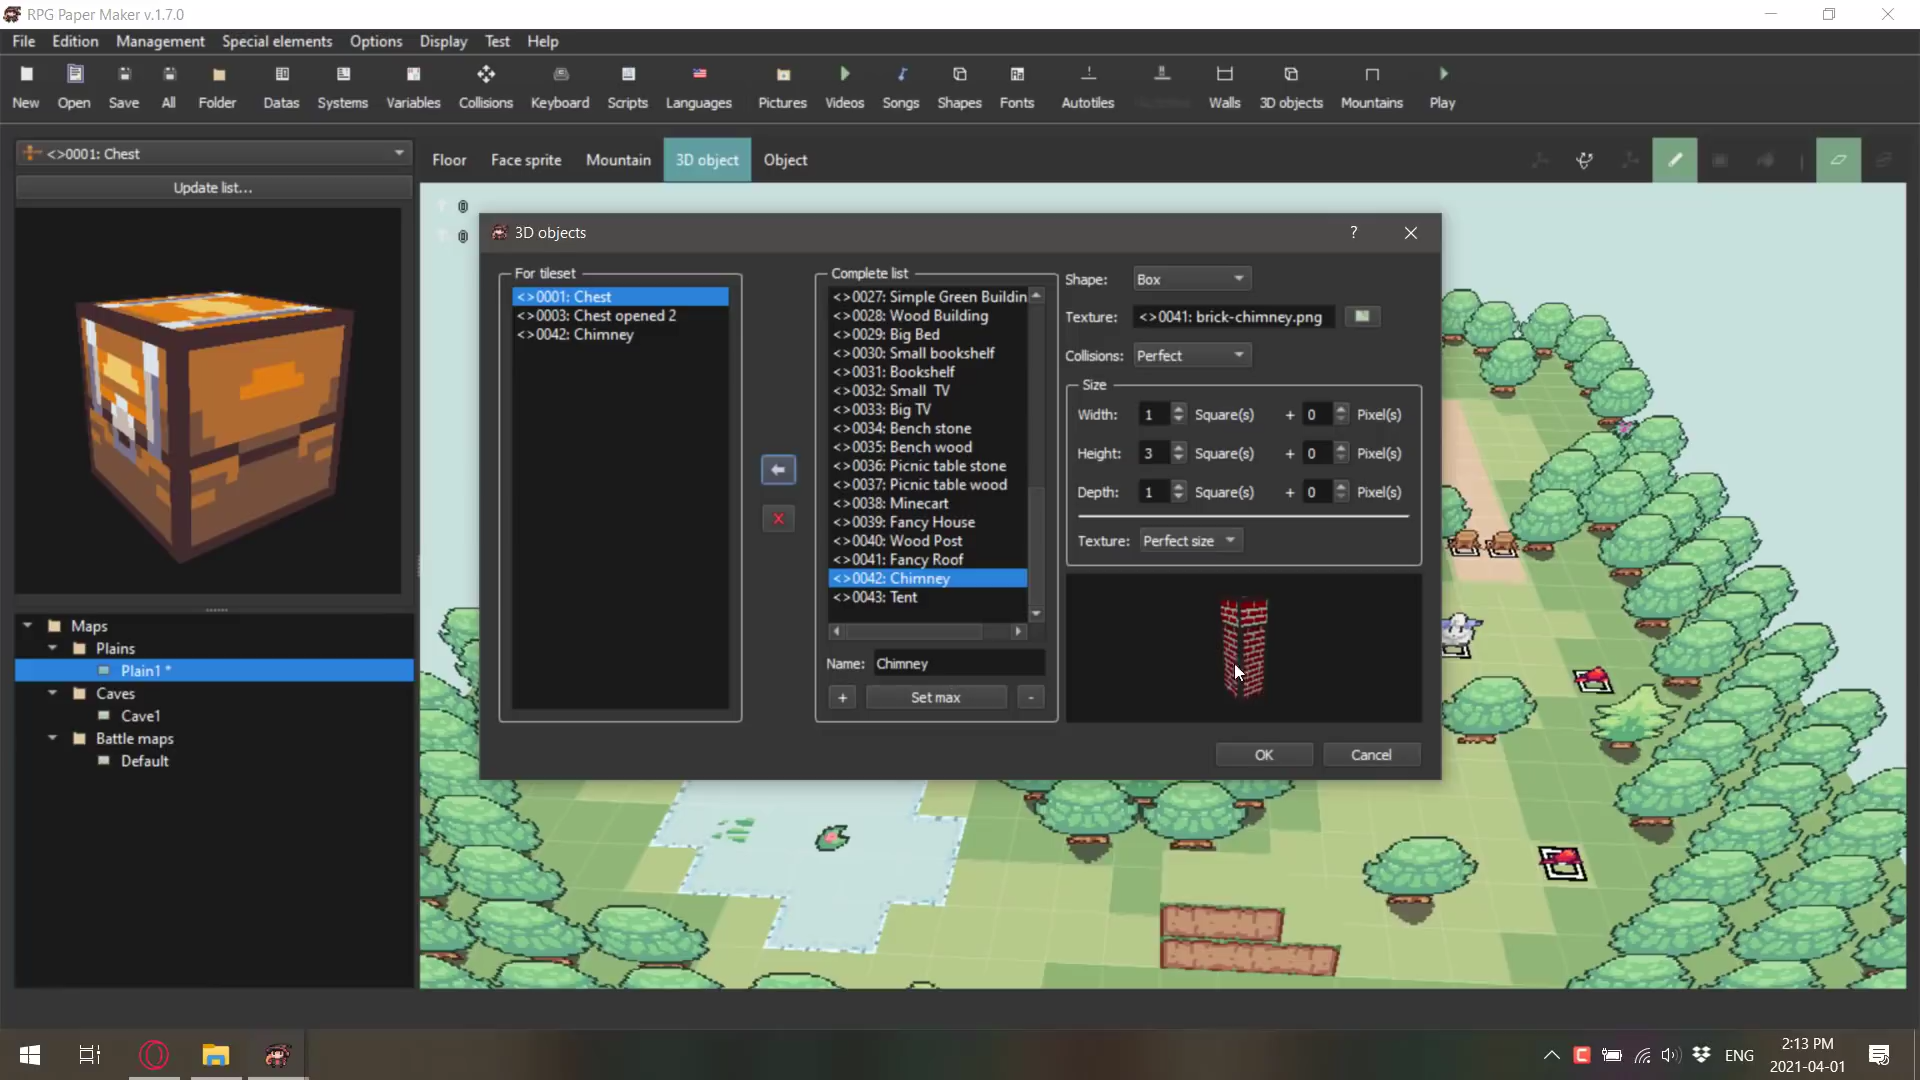 RPG Paper Maker v.1.7.0
File Edition Management Special elements Options Display Test Help
New Open Save All Folder Datas Systems Variables Collisions Keyboard Scripts Languages Pictures Videos Songs Shapes Fonts Autotiles Walls 3D objects Mountains Play
<>0001: Chest
Update list...
Floor Face sprite Mountain 3D object Object
0
0
3D objects ?
For tileset
<>0001: Chest
<>0003: Chest opened 2
<>0042: Chimney
Complete list
<>0027: Simple Green Buildin
<>0028: Wood Building
<>0029: Big Bed
<>0030: Small bookshelf
<>0031: Bookshelf
<>0032: Small  TV
<>0033: Big TV
<>0034: Bench stone
<>0035: Bench wood
<>0036: Picnic table stone
<>0037: Picnic table wood
<>0038: Minecart
<>0039: Fancy House
<>0040: Wood Post
<>0041: Fancy Roof
<>0042: Chimney
<>0043: Tent
Name: Chimney
+ Set max -
Shape: Box
Texture: <>0041: brick-chimney.png
Collisions: Perfect
Size
Width: 1 Square(s) + 0 Pixel(s)
Height: 3 Square(s) + 0 Pixel(s)
Depth: 1 Square(s) + 0 Pixel(s)
Texture: Perfect size
OK Cancel
Maps
Plains
Plain1 *
Caves
Cave1
Battle maps
Default
ENG
2:13 PM
2021-04-01